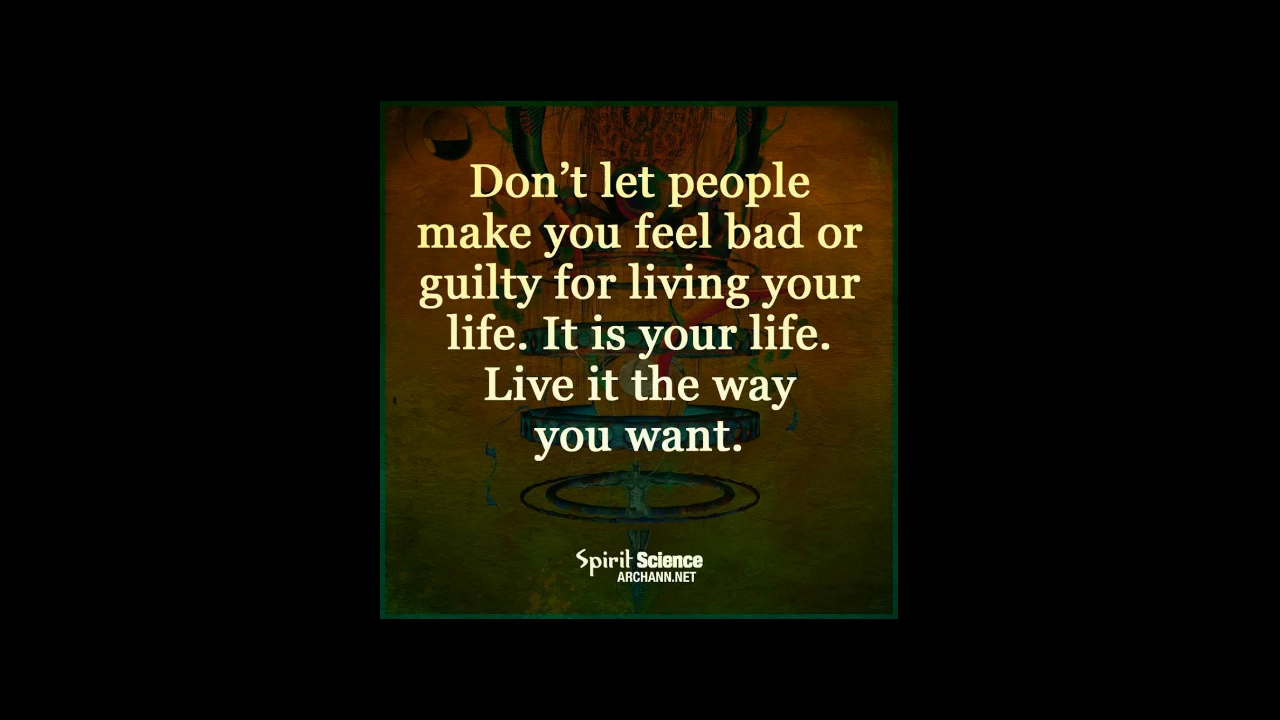 Don’t let people
make you feel bad or
guilty for living your
life. It is your life.
Live it the way
you want.
Spirit Science
ARCHANN.NET